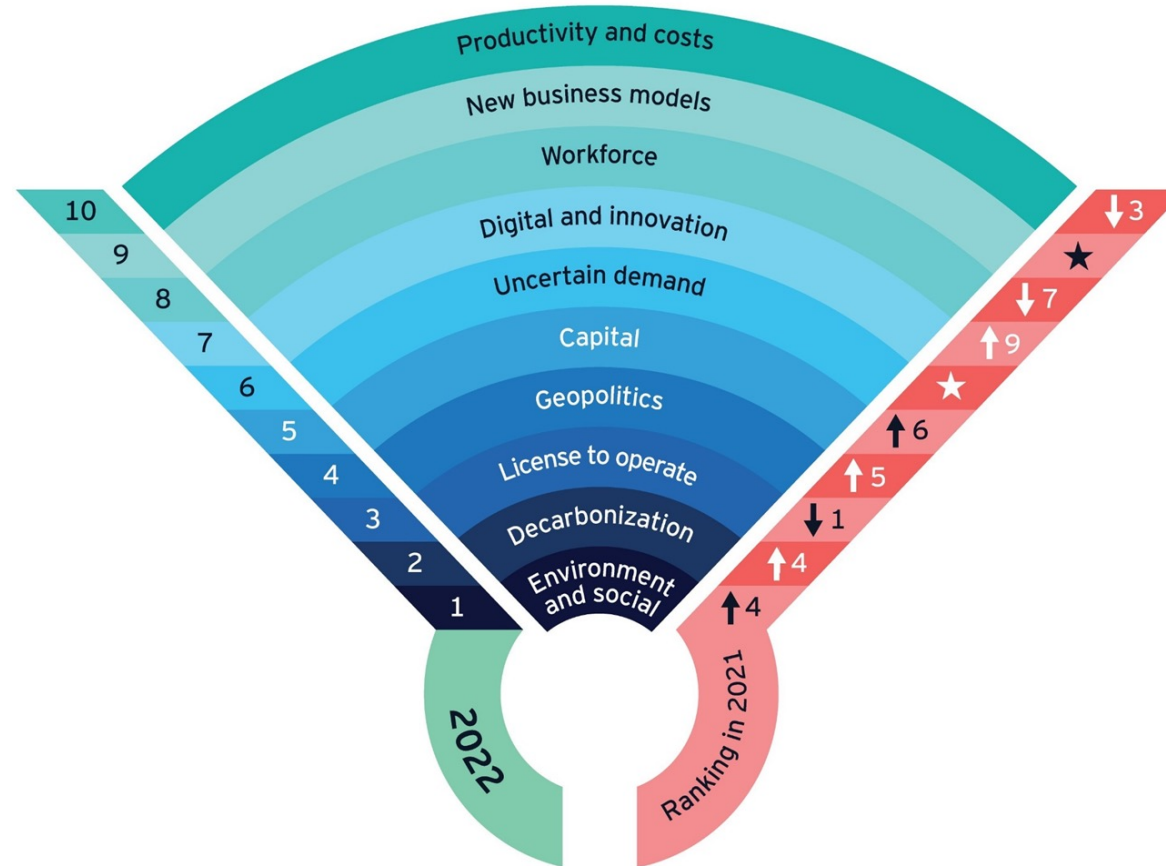 Productivity and costs
New business models
Workforce
Digital and innovation
Uncertain demand
Capital
Geopolitics
License to operate
Decarbonization
Environment
and social
10
9
8
7
6
5
4
3
2
1
2022
↓ 3
★
↓ 7
↑ 9
★
↑ 6
↑ 5
↓ 1
↑ 4
↑ 4
Ranking in 2021